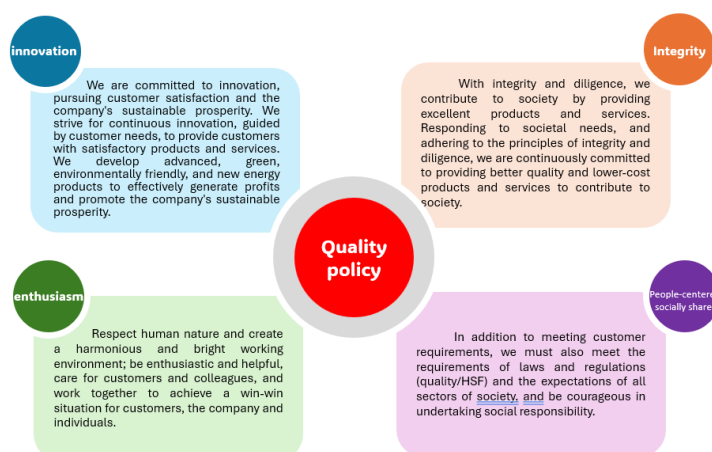 innovation
We are committed to innovation,
pursuing customer satisfaction and the
company's sustainable prosperity. We
strive for continuous innovation, guided
by customer needs, to provide customers
with satisfactory products and services.
We develop advanced, green,
environmentally friendly, and new energy
products to effectively generate profits
and promote the company's sustainable
prosperity.
Integrity
With integrity and diligence, we
contribute to society by providing
excellent products and services.
Responding to societal needs, and
adhering to the principles of integrity and
diligence, we are continuously committed
to providing better quality and lower-cost
products and services to contribute to
society.
Quality
policy
enthusiasm
Respect human nature and create
a harmonious and bright working
environment; be enthusiastic and helpful,
care for customers and colleagues, and
work together to achieve a win-win
situation for customers, the company and
individuals.
People-centere
socially share
In addition to meeting customer
requirements, we must also meet the
requirements of laws and regulations
(quality/HSF) and the expectations of all
sectors of society, and be courageous in
undertaking social responsibility.